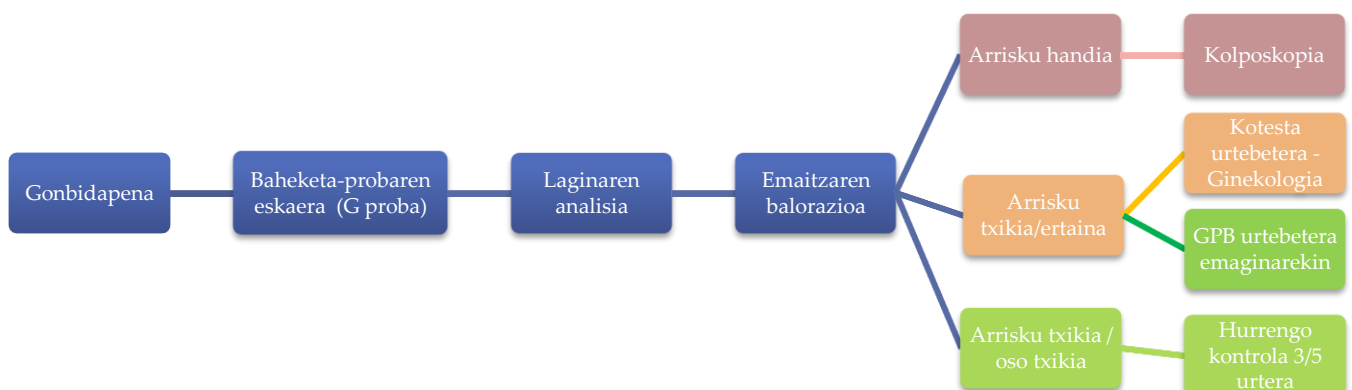 Gonbidapena
Baheketa-probaren
eskaera (G proba)
Laginaren
analisia
Emaitzaren
balorazioa
Arrisku handia
Kolposkopia
Arrisku
txikia/ertaina
Kotesta
urtebetera -
Ginekologia
GPB urtebetera
emaginarekin
Arrisku txikia /
oso txikia
Hurrengo
kontrola 3/5
urtera